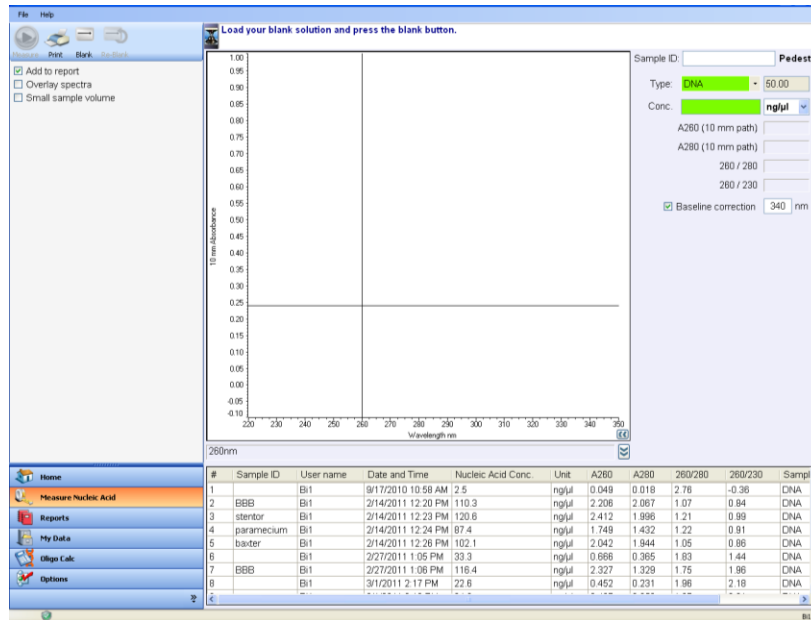 File Help
Load your blank solution and press the blank button.
Measure Print Blank Re-Blank
Add to report
Overlay spectra
Small sample volume
Sample ID: Pedest
Type: DNA 50.00
Conc. ng/µl
A260 (10 mm path)
A280 (10 mm path)
260 / 280
260 / 230
Baseline correction 340 nm
10 mm Absorbance
1.00
0.95
0.90
0.85
0.80
0.75
0.70
0.65
0.60
0.55
0.50
0.45
0.40
0.35
0.30
0.25
0.20
0.15
0.10
0.05
0.00
-0.05
-0.10
220 230 240 250 260 270 280 290 300 310 320 330 340 350
Wavelength nm
260nm
Home
Measure Nucleic Acid
Reports
My Data
Oligo Calc
Options
# Sample ID User name Date and Time Nucleic Acid Conc. Unit A260 A280 260/280 260/230 Sampl
1 Bi1 9/17/2010 10:58 AM 2.5 ng/µl 0.049 0.018 2.76 -0.36 DNA
2 BBB Bi1 2/14/2011 12:20 PM 110.3 ng/µl 2.206 2.067 1.07 0.84 DNA
3 stentor Bi1 2/14/2011 12:23 PM 120.6 ng/µl 2.412 1.996 1.21 0.99 DNA
4 paramecium Bi1 2/14/2011 12:24 PM 87.4 ng/µl 1.749 1.432 1.22 0.91 DNA
5 baxter Bi1 2/14/2011 12:26 PM 102.1 ng/µl 2.042 1.944 1.05 0.86 DNA
6 Bi1 2/27/2011 1:05 PM 33.3 ng/µl 0.666 0.365 1.83 1.44 DNA
7 BBB Bi1 2/27/2011 1:06 PM 116.4 ng/µl 2.327 1.329 1.75 1.96 DNA
8 Bi1 3/1/2011 2:17 PM 22.6 ng/µl 0.452 0.231 1.96 2.18 DNA